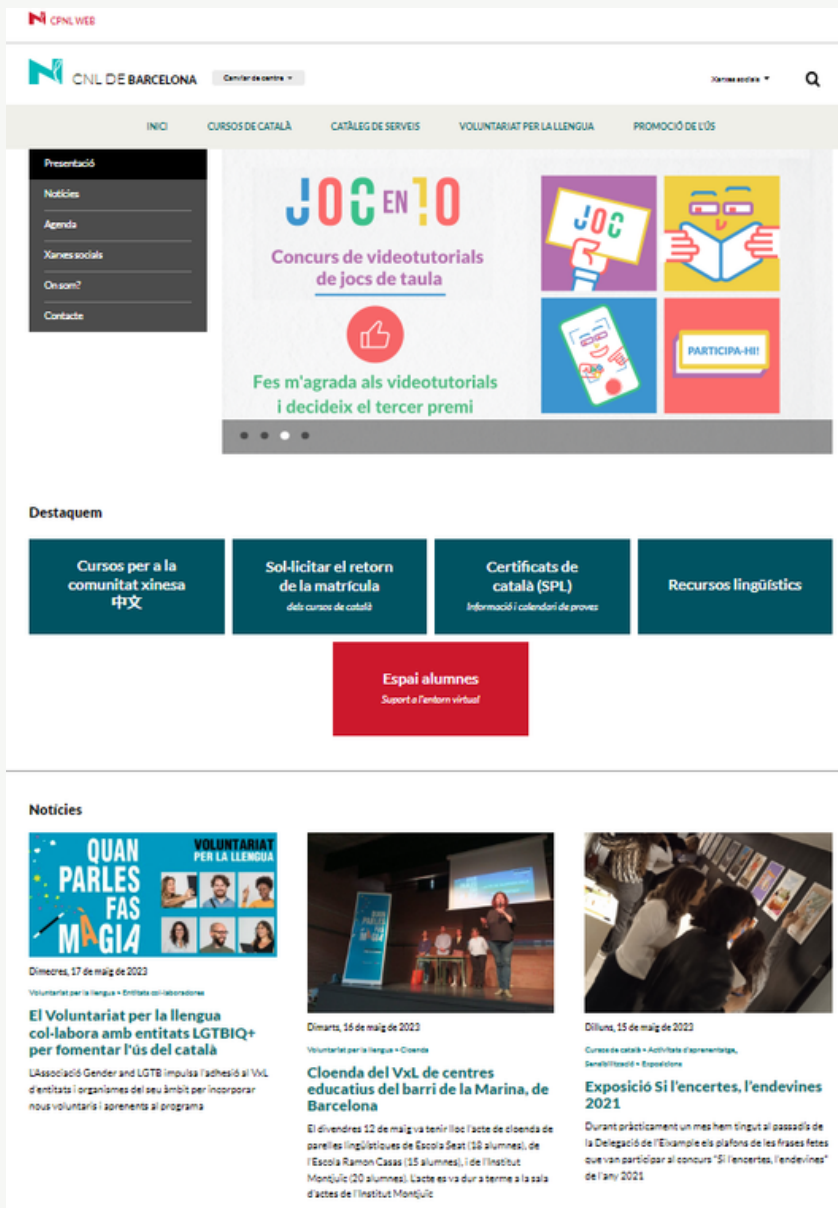 CPNL WEB
CNL DE BARCELONA
Canviar de centre
Xarxes socials
INICI
CURSOS DE CATALÀ
CATÀLEG DE SERVEIS
VOLUNTARIAT PER LA LLENGUA
PROMOCIÓ DE L'ÚS
Presentació
Notícies
Agenda
Xarxes socials
On som?
Contacte
JOC EN 10
Concurs de videotutorials
de jocs de taula
Fes m'agrada als videotutorials
i decideix el tercer premi
JOC
PARTICIPA-HI!
Destaquem
Cursos per a la
comunitat xinesa
中文
Sol·licitar el retorn
de la matrícula
dels cursos de català
Certificats de
català (SPL)
Informació i calendari de proves
Recursos lingüístics
Espai alumnes
Suport a l'entorn virtual
Notícies
QUAN
PARLES
FAS
MÀGIA
VOLUNTARIAT
PER LA LLENGUA
Dimecres, 17 de maig de 2023
Voluntariat per la llengua • Entitats col·laboradores
El Voluntariat per la llengua
col·labora amb entitats LGTBIQ+
per fomentar l'ús del català
L'Associació Gender and LGTB impulsa l'adhesió al VxL
d'entitats i organismes del seu àmbit per incorporar
nous voluntaris i aprenents al programa
QUAN
PARLES
FAS
MÀGIA
Dimarts, 16 de maig de 2023
Voluntariat per la llengua • Cloenda
Cloenda del VxL de centres
educatius del barri de la Marina, de
Barcelona
El divendres 12 de maig va tenir lloc l'acte de cloenda de
parelles lingüístiques de Escola Seat (18 alumnes), de
l'Escola Ramon Casas (15 alumnes), i de l'Institut
Montjuïc (20 alumnes). L'acte es va dur a terme a la sala
d'actes de l'Institut Montjuïc
Dilluns, 15 de maig de 2023
Cursos de català • Activitats d'aprenentatge,
Sensibilització • Exposicions
Exposició Si l'encertes, l'endevines
2021
Durant pràcticament un mes hem tingut al passadís de
la Delegació de l'Eixample els plafons de les frases fetes
que van participar al concurs "Si l'encertes, l'endevines"
de l'any 2021